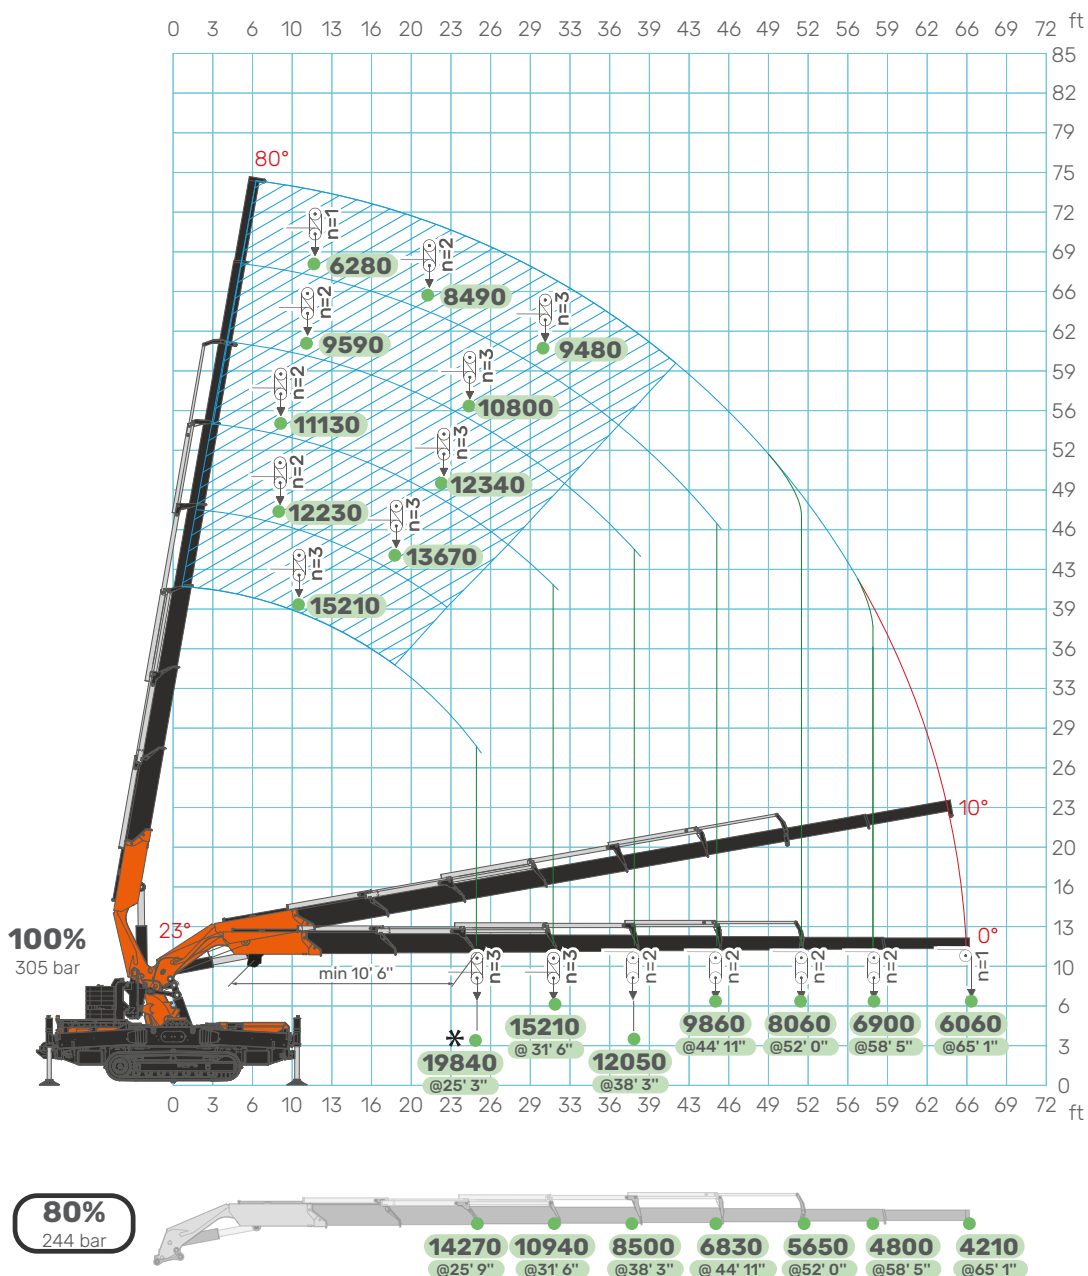 0 3 6 10 13 16 20 23 26 29 33 36 39 43 46 49 52 56 59 62 66 69 72 ft
85
82
79
75
72
69
66
62
59
56
52
49
46
43
39
36
33
29
26
23
20
16
13
10
6
3
0
80°
n=1
6280
n=2
8490
n=2
9590
n=3
9480
n=2
11130
n=3
10800
n=2
12230
n=3
12340
n=3
13670
n=3
15210
10°
23°
0°
100%
305 bar
min 10' 6"
n=3
n=3
n=2
n=2
n=2
n=2
n=1
*
19840
@25' 3"
15210
@ 31' 6"
12050
@38' 3"
9860
@44' 11"
8060
@52' 0"
6900
@58' 5"
6060
@65' 1"
0 3 6 10 13 16 20 23 26 29 33 36 39 43 46 49 52 56 59 62 66 69 72 ft
80%
244 bar
14270
@25' 9"
10940
@31' 6"
8500
@38' 3"
6830
@ 44' 11"
5650
@52' 0"
4800
@58' 5"
4210
@65' 1"